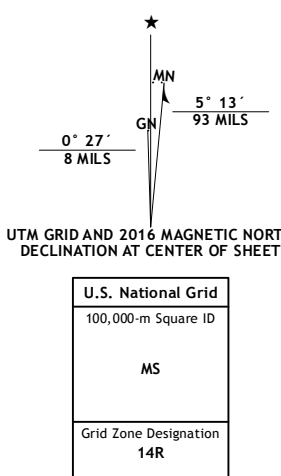 MN
GN
5° 13´
93 MILS
0° 27´
8 MILS
UTM GRID AND 2016 MAGNETIC NORT
DECLINATION AT CENTER OF SHEET
U.S. National Grid
100,000-m Square ID
MS
Grid Zone Designation
14R